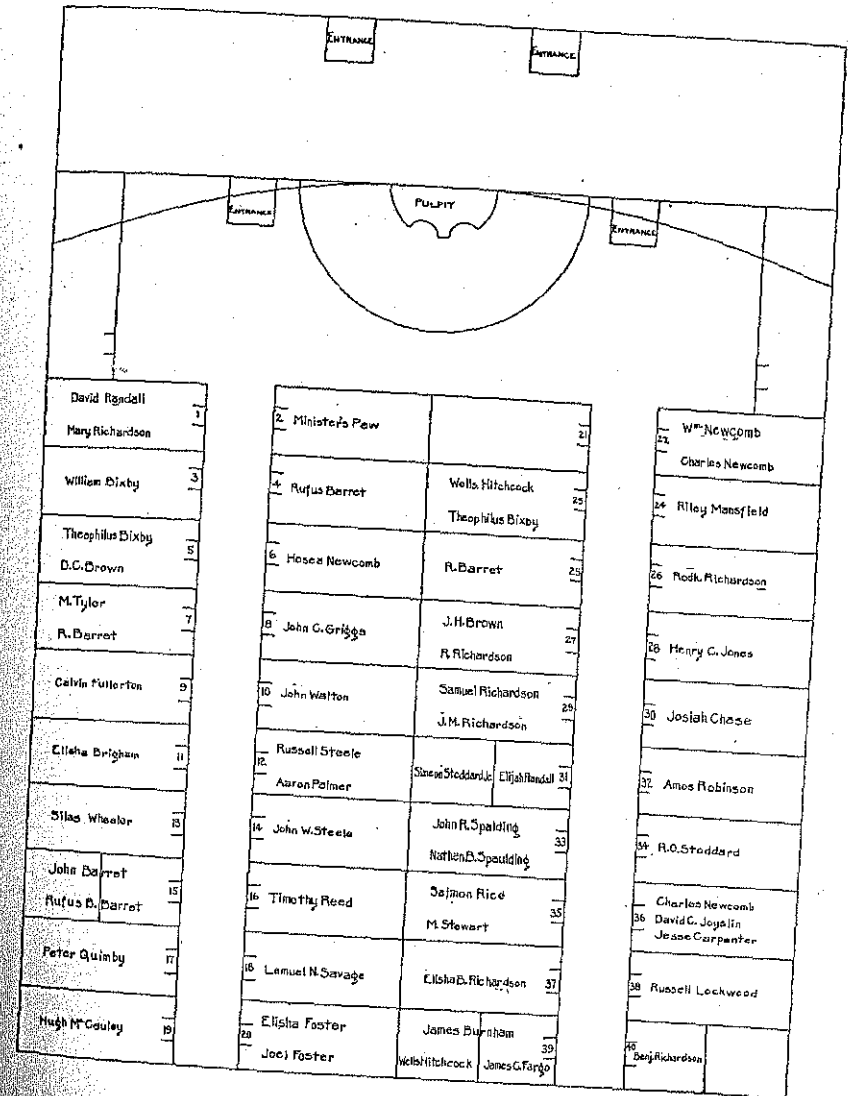 ENTRANCE
ENTRANCE
PULPIT
ENTRANCE
ENTRANCE
David Randall
Mary Richardson
1
William Bixby
3
Theophilus Bixby
D.C. Brown
5
M. Tyler
R. Barret
7
Calvin Fullerton
9
Elisha Brigham
11
Silas Wheeler
13
John Barret
Rufus B. Barret
15
Peter Quimby
17
Hugh McCauley
19
2 Minister's Pew
4 Rufus Barret
6 Hosea Newcomb
8 John C. Griggs
10 John Walton
12
Russell Steele
Aaron Palmer
14 John W. Steele
16 Timothy Reed
18 Lemuel N. Savage
20
Elisha Foster
Joel Foster
21
Wells Hitchcock
Theophilus Bixby
R. Barret
25
J.H. Brown
R. Richardson
27
Samuel Richardson
J.M. Richardson
29
Simeon Stoddard Jr. Elijah Randall 31
John R. Spalding
Nathan B. Spaulding
33
Salmon Rice
M. Stewart
35
Elisha B. Richardson 37
James Burnham
Wells Hitchcock James C. Fargo
39
22
Wm. Newcomb
Charles Newcomb
24 Riley Mansfield
26 Rodk. Richardson
28 Henry C. Jones
30 Josiah Chase
32 Amos Robinson
34 R.O. Stoddard
36
Charles Newcomb
David C. Joyslin
Jesse Carpenter
38 Russell Lockwood
40
Benj. Richardson